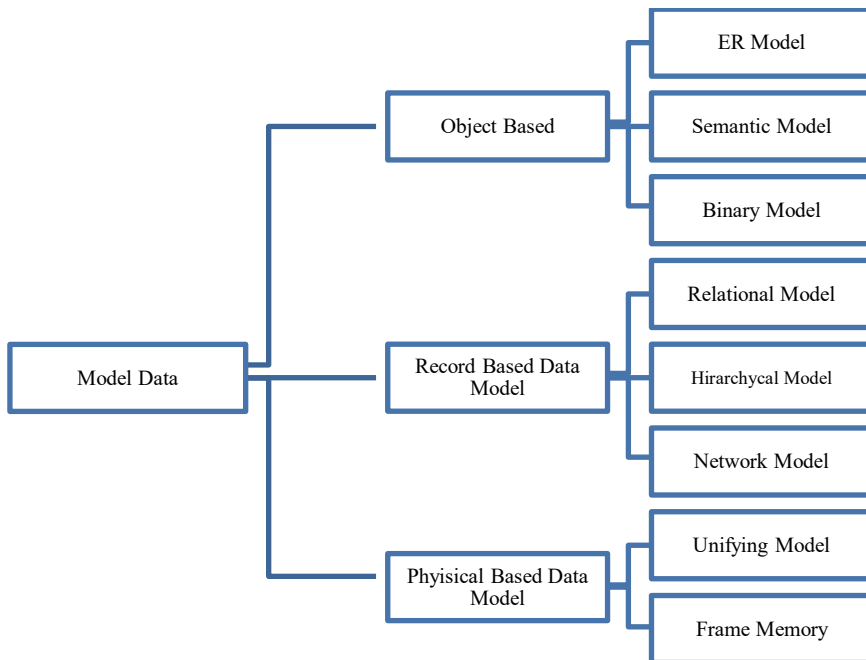 ER Model
Object Based
Semantic Model
Binary Model
Relational Model
Model Data
Record Based Data
Model
Hirarchycal Model
Network Model
Unifying Model
Phyisical Based Data
Model
Frame Memory